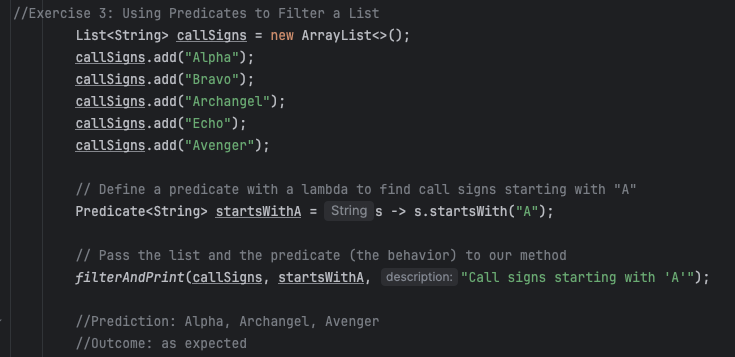 //Exercise 3: Using Predicates to Filter a List
List<String> callSigns = new ArrayList<>();
callSigns.add("Alpha");
callSigns.add("Bravo");
callSigns.add("Archangel");
callSigns.add("Echo");
callSigns.add("Avenger");
// Define a predicate with a lambda to find call signs starting with "A"
Predicate<String> startsWithA = String s -> s.startsWith("A");
// Pass the list and the predicate (the behavior) to our method
filterAndPrint(callSigns, startsWithA, description: "Call signs starting with 'A'");
//Prediction: Alpha, Archangel, Avenger
//Outcome: as expected